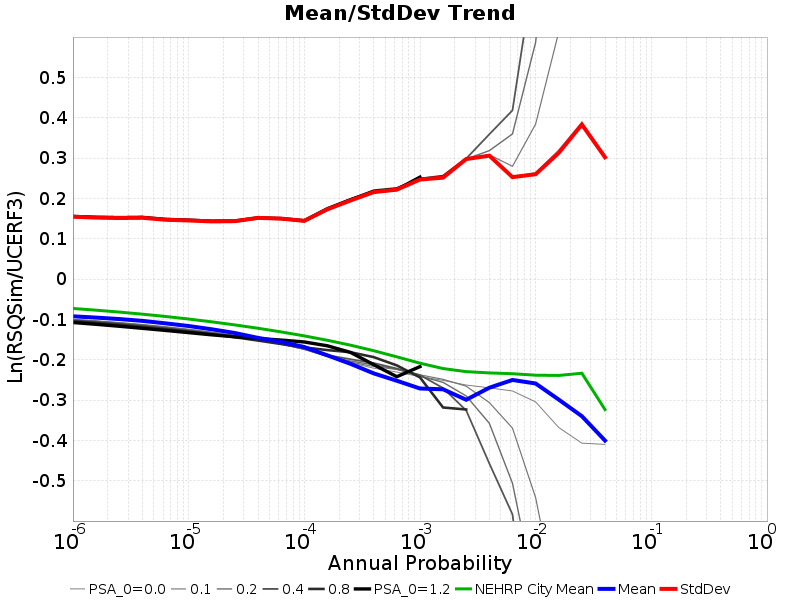 Mean/StdDev Trend
Ln(RSQSim/UCERF3)
0.5
0.4
0.3
0.2
0.1
0
-0.1
-0.2
-0.3
-0.4
-0.5
10^-6 10^-5 10^-4 10^-3 10^-2 10^-1 10^0
Annual Probability
PSA_0=0.0 0.1 0.2 0.4 0.8 PSA_0=1.2 NEHRP City Mean Mean StdDev